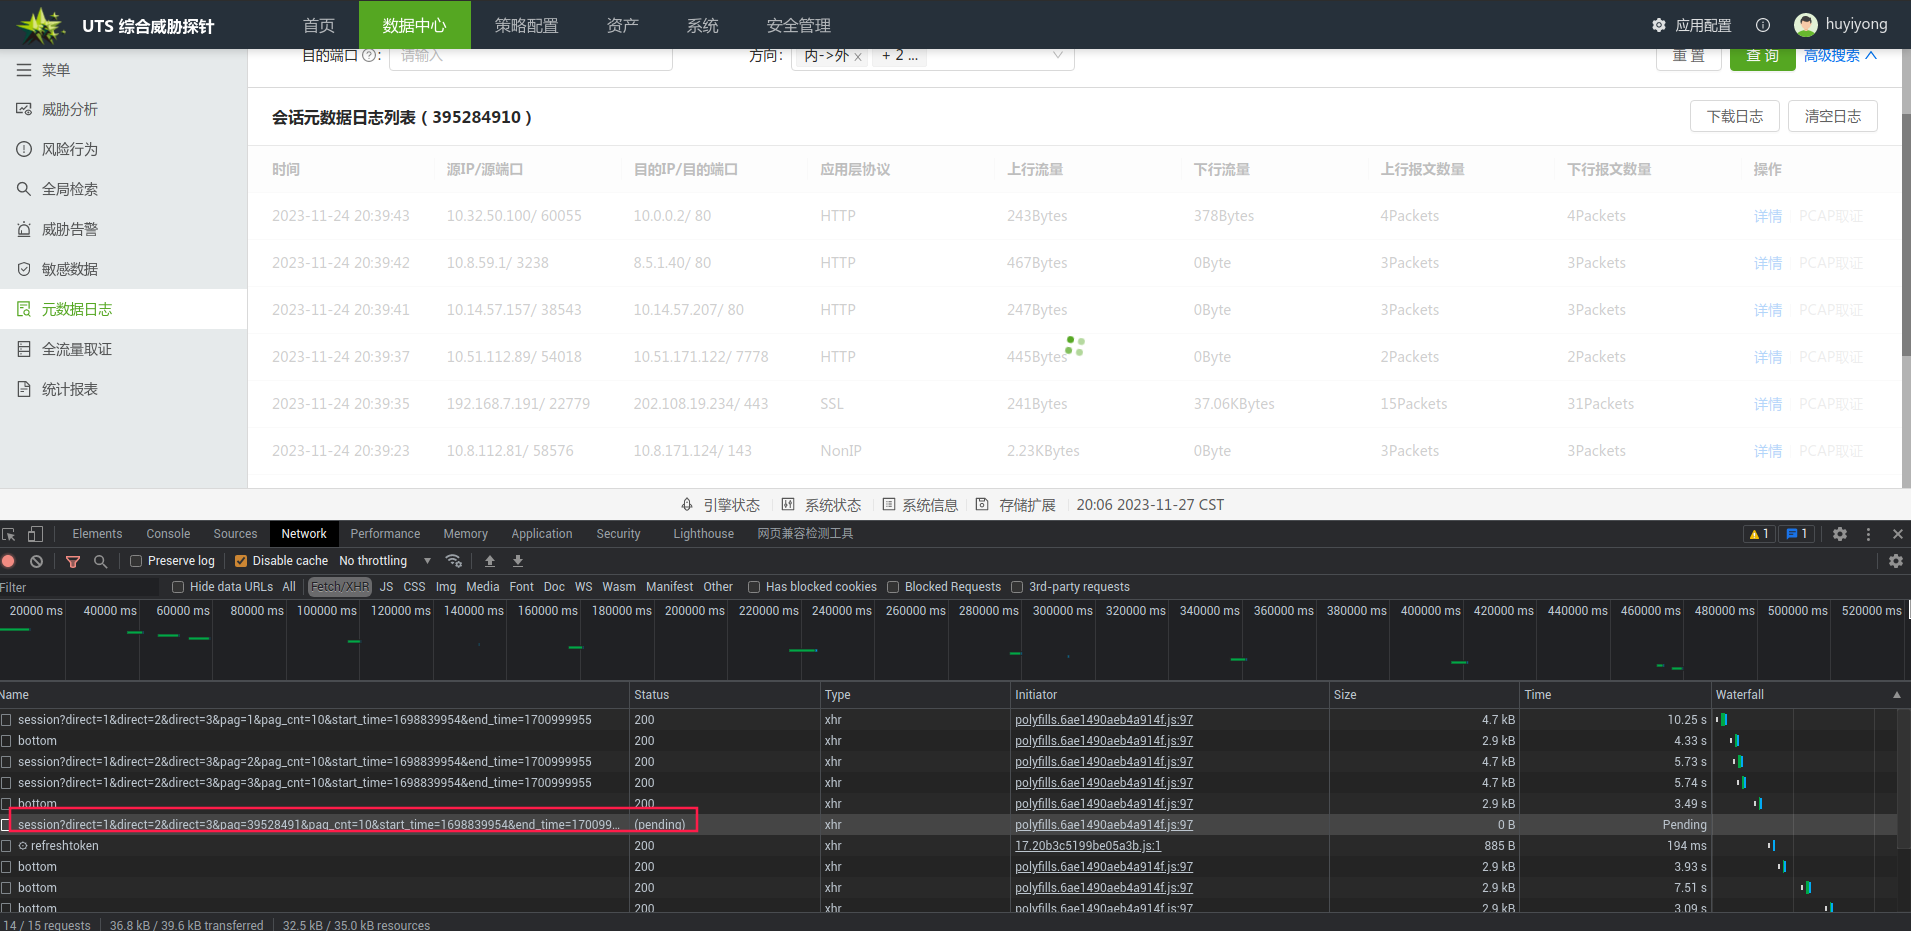 UTS 综合威胁探针 首页 数据中心 策略配置 资产 系统 安全管理 应用配置 huyiyong
目的端口 ?: 请输入 方向: 内->外 x + 2 ... 重 置 查 询 高级搜索
菜单
威胁分析
风险行为
全局检索
威胁告警
敏感数据
元数据日志
全流量取证
统计报表
会话元数据日志列表 ( 395284910 ) 下载日志 清空日志
时间 源IP/源端口 目的IP/目的端口 应用层协议 上行流量 下行流量 上行报文数量 下行报文数量 操作
2023-11-24 20:39:43 10.32.50.100/ 60055 10.0.0.2/ 80 HTTP 243Bytes 378Bytes 4Packets 4Packets 详情 PCAP取证
2023-11-24 20:39:42 10.8.59.1/ 3238 8.5.1.40/ 80 HTTP 467Bytes 0Byte 3Packets 3Packets 详情 PCAP取证
2023-11-24 20:39:41 10.14.57.157/ 38543 10.14.57.207/ 80 HTTP 247Bytes 0Byte 3Packets 3Packets 详情 PCAP取证
2023-11-24 20:39:37 10.51.112.89/ 54018 10.51.171.122/ 7778 HTTP 445Bytes 0Byte 2Packets 2Packets 详情 PCAP取证
2023-11-24 20:39:35 192.168.7.191/ 22779 202.108.19.234/ 443 SSL 241Bytes 37.06KBytes 15Packets 31Packets 详情 PCAP取证
2023-11-24 20:39:23 10.8.112.81/ 58576 10.8.171.124/ 143 NonIP 2.23KBytes 0Byte 3Packets 3Packets 详情 PCAP取证
引擎状态 系统状态 系统信息 存储扩展 20:06 2023-11-27 CST
Elements Console Sources Network Performance Memory Application Security Lighthouse 网页兼容检测工具 1 1
Preserve log Disable cache No throttling
Filter Hide data URLs All Fetch/XHR JS CSS Img Media Font Doc WS Wasm Manifest Other Has blocked cookies Blocked Requests 3rd-party requests
20000 ms 40000 ms 60000 ms 80000 ms 100000 ms 120000 ms 140000 ms 160000 ms 180000 ms 200000 ms 220000 ms 240000 ms 260000 ms 280000 ms 300000 ms 320000 ms 340000 ms 360000 ms 380000 ms 400000 ms 420000 ms 440000 ms 460000 ms 480000 ms 500000 ms 520000 ms
Name Status Type Initiator Size Time Waterfall
session?direct=1&direct=2&direct=3&pag=1&pag_cnt=10&start_time=1698839954&end_time=1700999955 200 xhr polyfills.6ae1490aeb4a914f.js:97 4.7 kB 10.25 s
bottom 200 xhr polyfills.6ae1490aeb4a914f.js:97 2.9 kB 4.33 s
session?direct=1&direct=2&direct=3&pag=2&pag_cnt=10&start_time=1698839954&end_time=1700999955 200 xhr polyfills.6ae1490aeb4a914f.js:97 4.7 kB 5.73 s
session?direct=1&direct=2&direct=3&pag=3&pag_cnt=10&start_time=1698839954&end_time=1700999955 200 xhr polyfills.6ae1490aeb4a914f.js:97 4.7 kB 5.74 s
bottom 200 xhr polyfills.6ae1490aeb4a914f.js:97 2.9 kB 3.49 s
session?direct=1&direct=2&direct=3&pag=39528491&pag_cnt=10&start_time=1698839954&end_time=170099... (pending) xhr polyfills.6ae1490aeb4a914f.js:97 0 B Pending
refreshtoken 200 xhr 17.20b3c5199be05a3b.js:1 885 B 194 ms
bottom 200 xhr polyfills.6ae1490aeb4a914f.js:97 2.9 kB 3.93 s
bottom 200 xhr polyfills.6ae1490aeb4a914f.js:97 2.9 kB 7.51 s
bottom 200 xhr polyfills.6ae1490aeb4a914f.js:97 2.9 kB 3.09 s
14 / 15 requests 36.8 kB / 39.6 kB transferred 32.5 kB / 35.0 kB resources